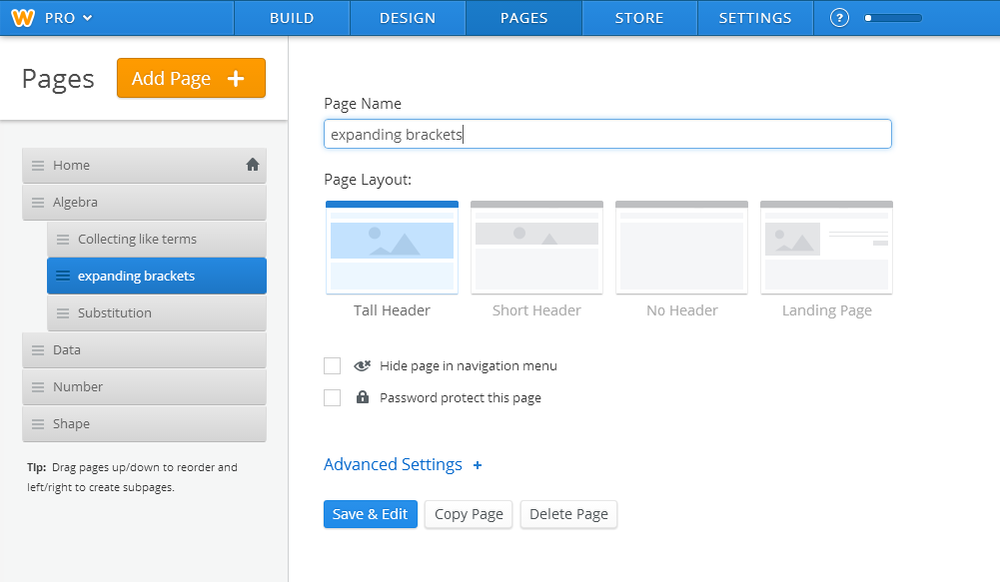 PRO BUILD DESIGN PAGES STORE SETTINGS ?
Pages Add Page +
Home
Algebra
Collecting like terms
expanding brackets
Substitution
Data
Number
Shape
Tip: Drag pages up/down to reorder and
left/right to create subpages.
Page Name
expanding brackets
Page Layout:
Tall Header Short Header No Header Landing Page
Hide page in navigation menu
Password protect this page
Advanced Settings +
Save & Edit Copy Page Delete Page